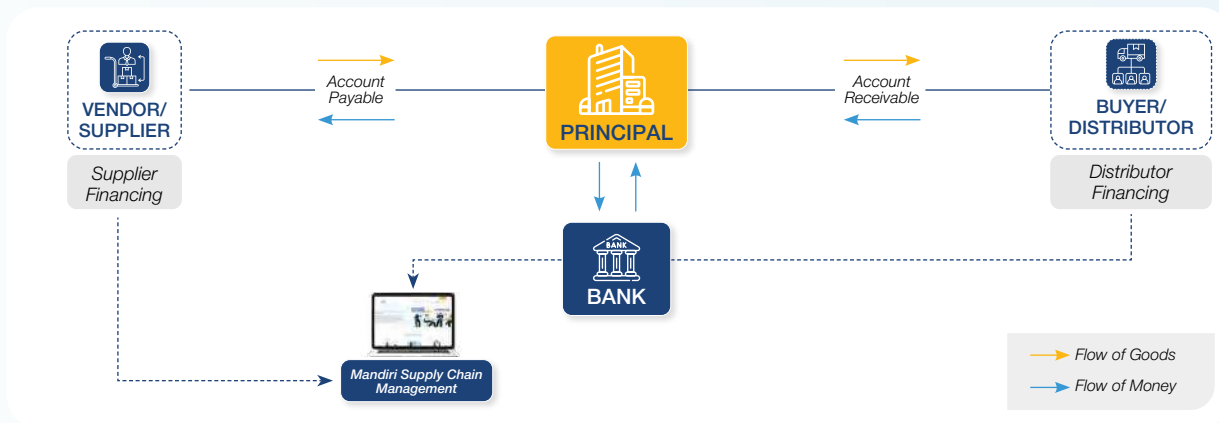 VENDOR/
SUPPLIER
Supplier
Financing
Account
Payable
PRINCIPAL
Account
Receivable
BUYER/
DISTRIBUTOR
Distributor
Financing
BANK
BANK
Mandiri Supply Chain
Management
Flow of Goods
Flow of Money